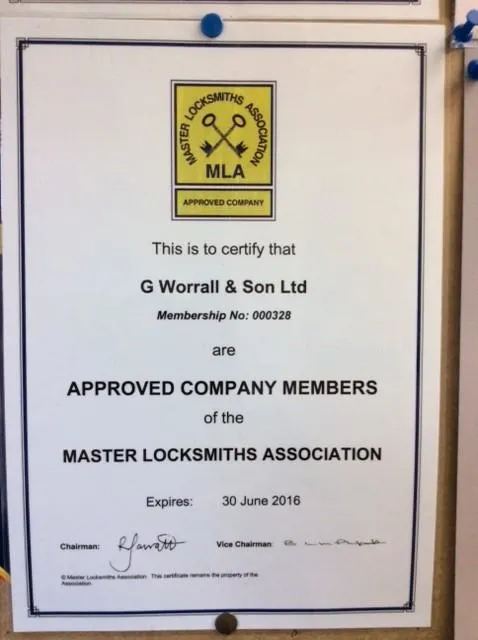 MASTER LOCKSMITHS ASSOCIATION
MLA
APPROVED COMPANY
This is to certify that
G Worrall & Son Ltd
Membership No: 000328
are
APPROVED COMPANY MEMBERS
of the
MASTER LOCKSMITHS ASSOCIATION
Expires: 30 June 2016
Chairman: Vice Chairman:
© Master Locksmiths Association. This certificate remains the property of the
Association.